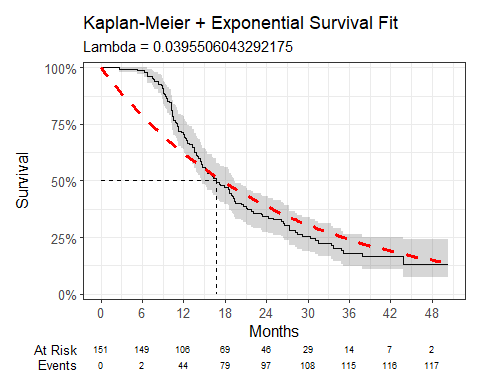 Kaplan-Meier + Exponential Survival Fit
Lambda = 0.0395506043292175
100%
75%
50%
25%
0%
Survival
0 6 12 18 24 30 36 42 48
Months
At Risk 151 149 106 69 46 29 14 7 2
Events 0 2 44 79 97 108 115 116 117